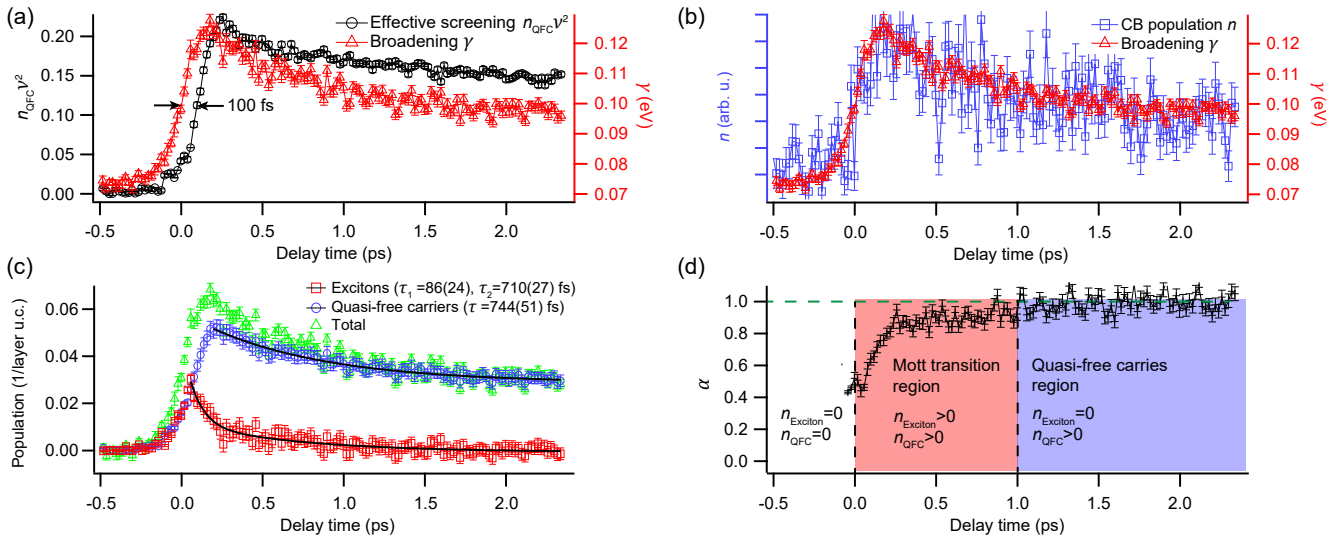 (a)
Effective screening n_QFC ν²
Broadening γ
100 fs
n_QFC ν²
0.20
0.15
0.10
0.05
0.00
γ (eV)
0.12
0.11
0.10
0.09
0.08
0.07
-0.5 0.0 0.5 1.0 1.5 2.0
Delay time (ps)
(b)
CB population n
Broadening γ
n (arb. u.)
γ (eV)
0.12
0.11
0.10
0.09
0.08
0.07
-0.5 0.0 0.5 1.0 1.5 2.0
Delay time (ps)
(c)
Excitons (τ₁ =86(24), τ₂=710(27) fs)
Quasi-free carriers (τ =744(51) fs)
Total
Population (1/layer u.c.)
0.06
0.04
0.02
0.00
-0.5 0.0 0.5 1.0 1.5 2.0
Delay time (ps)
(d)
α
1.0
0.8
0.6
0.4
0.2
0.0
n_Exciton=0
n_QFC=0
Mott transition
region
n_Exciton>0
n_QFC>0
Quasi-free carries
region
n_Exciton=0
n_QFC>0
-0.5 0.0 0.5 1.0 1.5 2.0
Delay time (ps)